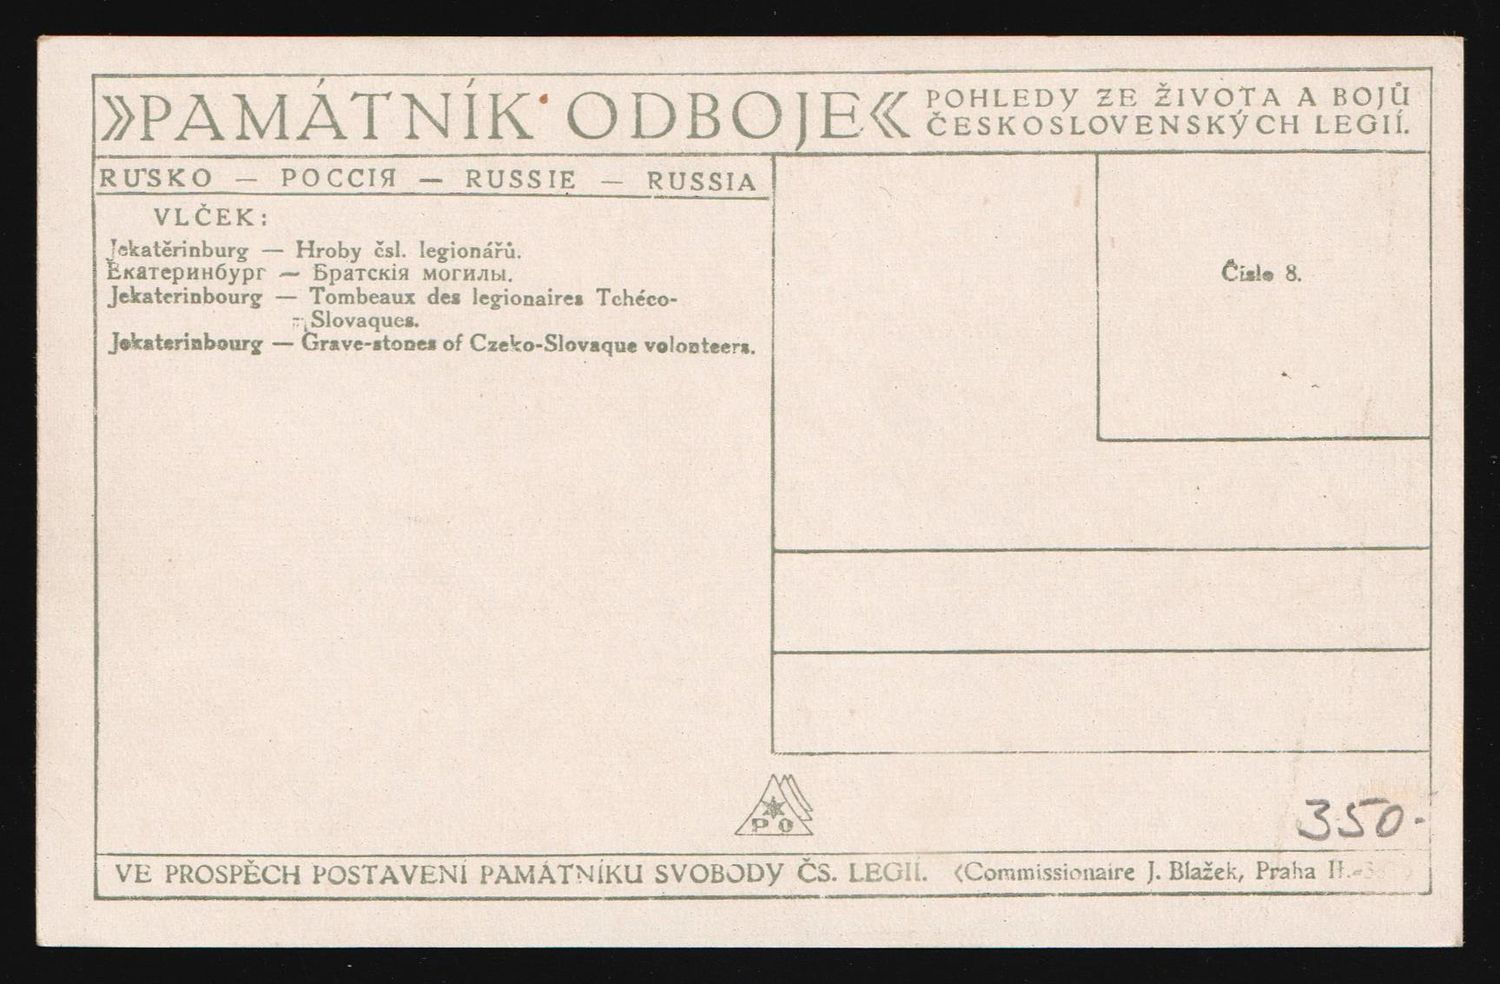 »PAMÁTNÍK ODBOJE«
POHLEDY ZE ŽIVOTA A BOJŮ
ČESKOSLOVENSKÝCH LEGIÍ.
RUSKO — РОССІЯ — RUSSIE — RUSSIA
VLČEK:
Jekatěrinburg — Hroby čsl. legionářů.
Екатеринбург — Братскія могилы.
Jekaterinbourg — Tombeaux des legionaires Tchéco-
Slovaques.
Jekaterinbourg — Grave-stones of Czeko-Slovaque volonteers.
Číslo 8.
PO
350.-
VE PROSPĚCH POSTAVENÍ PAMÁTNÍKU SVOBODY ČS. LEGIÍ. (Commissionaire J. Blažek, Praha II.-